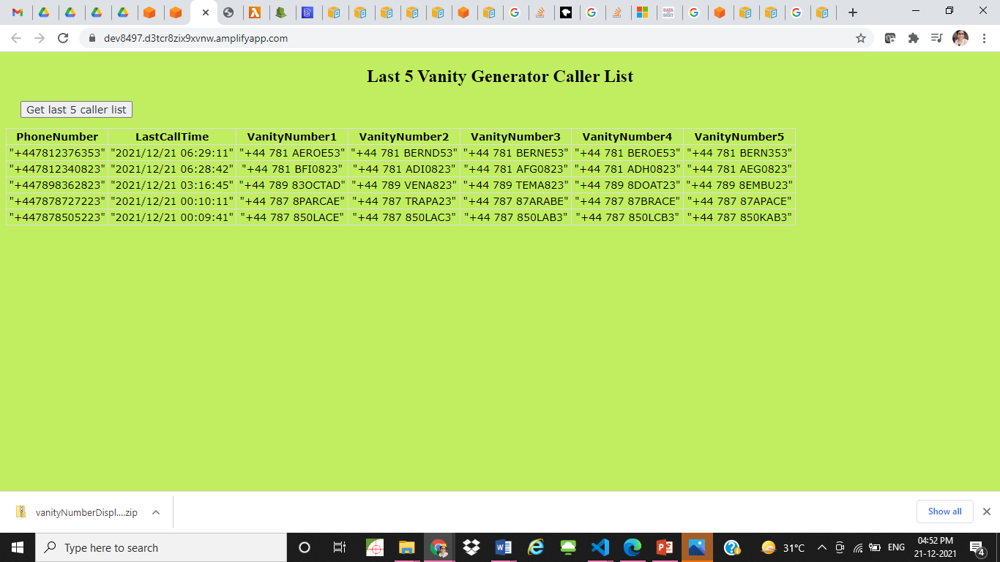 dev8497.d3tcr8zix9xvnw.amplifyapp.com
Last 5 Vanity Generator Caller List
Get last 5 caller list
PhoneNumber LastCallTime VanityNumber1 VanityNumber2 VanityNumber3 VanityNumber4 VanityNumber5
"+447812376353" "2021/12/21 06:29:11" "+44 781 AEROE53" "+44 781 BERND53" "+44 781 BERNE53" "+44 781 BEROE53" "+44 781 BERN353"
"+447812340823" "2021/12/21 06:28:42" "+44 781 BFI0823" "+44 781 ADI0823" "+44 781 AFG0823" "+44 781 ADH0823" "+44 781 AEG0823"
"+447898362823" "2021/12/21 03:16:45" "+44 789 83OCTAD" "+44 789 VENA823" "+44 789 TEMA823" "+44 789 8DOAT23" "+44 789 8EMBU23"
"+447878727223" "2021/12/21 00:10:11" "+44 787 8PARCAE" "+44 787 TRAPA23" "+44 787 87ARABE" "+44 787 87BRACE" "+44 787 87APACE"
"+447878505223" "2021/12/21 00:09:41" "+44 787 850LACE" "+44 787 850LAC3" "+44 787 850LAB3" "+44 787 850LCB3" "+44 787 850KAB3"
vanityNumberDispl....zip
Show all
Type here to search
31°C
ENG
04:52 PM
21-12-2021
4